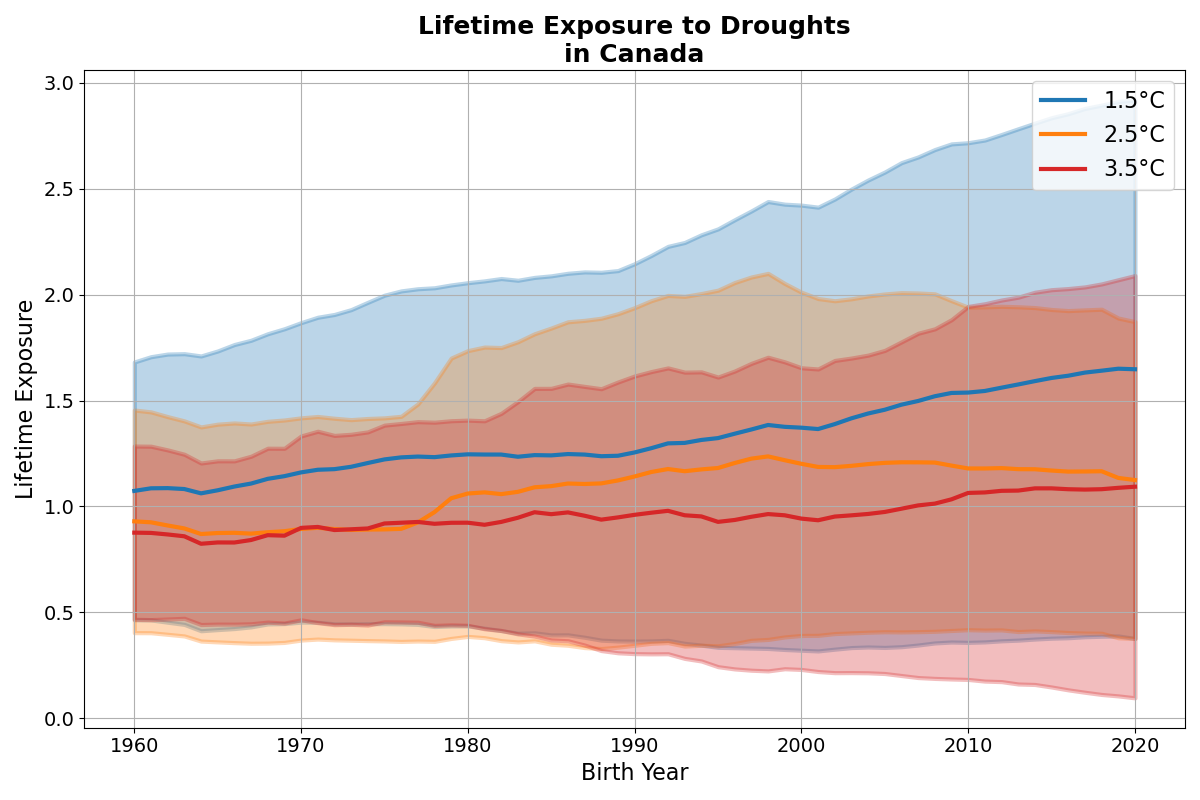 Lifetime Exposure to Droughts
in Canada
Lifetime Exposure
3.0
2.5
2.0
1.5
1.0
0.5
0.0
1.5°C
2.5°C
3.5°C
1960 1970 1980 1990 2000 2010 2020
Birth Year